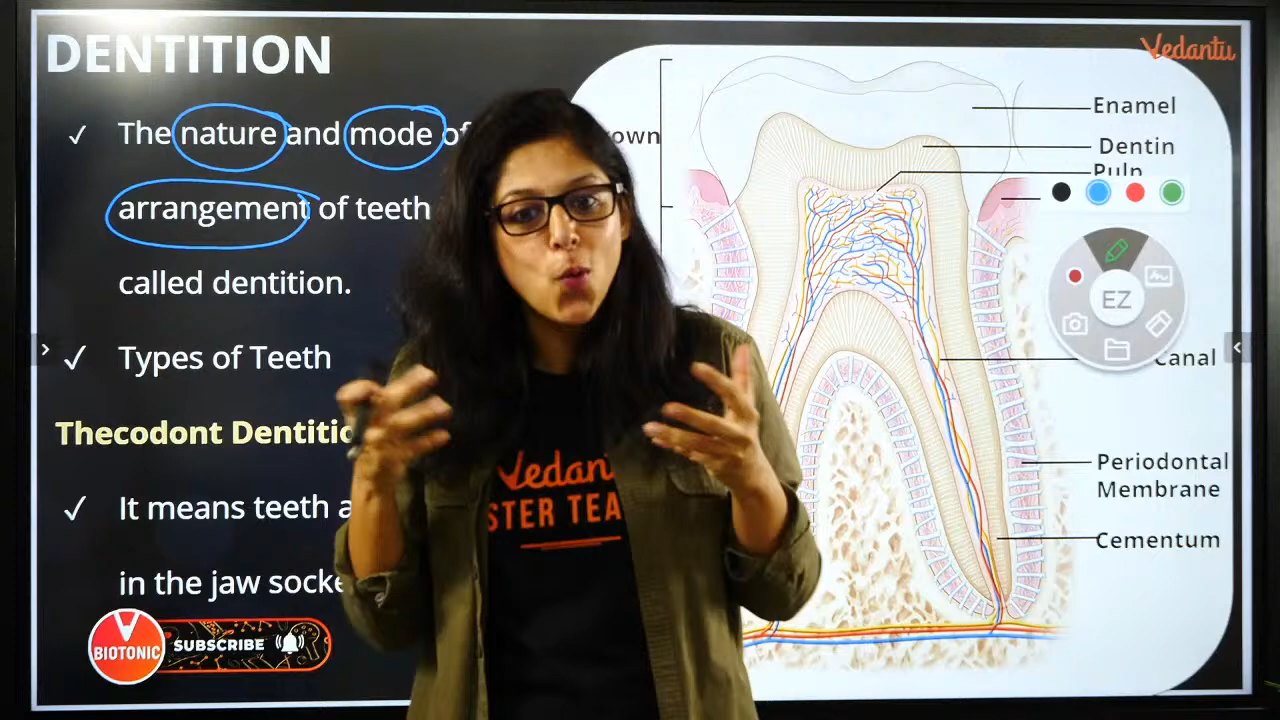 DENTITION
Vedantu
✓ The nature and mode of
arrangement of teeth
called dentition.
✓ Types of Teeth
Thecodont Dentitio
✓ It means teeth a
in the jaw socke
BIOTONIC
SUBSCRIBE
own
Enamel
Dentin
Pulp
EZ
Canal
Periodontal
Membrane
Cementum
Vedant
STER TEA